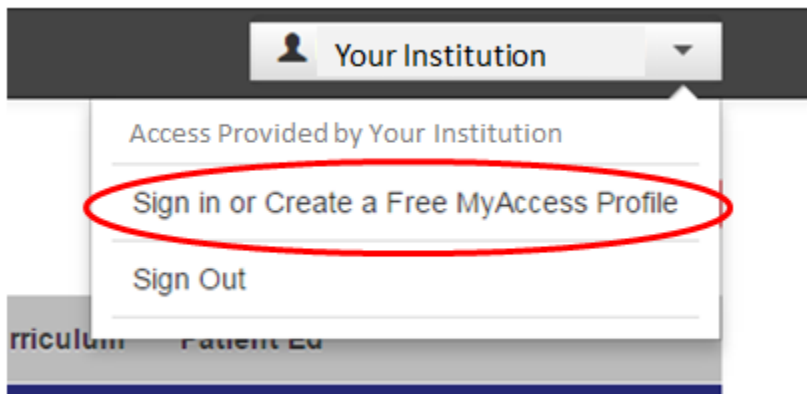 Your Institution
Access Provided by Your Institution
Sign in or Create a Free MyAccess Profile
Sign Out
rriculum Patient Ed